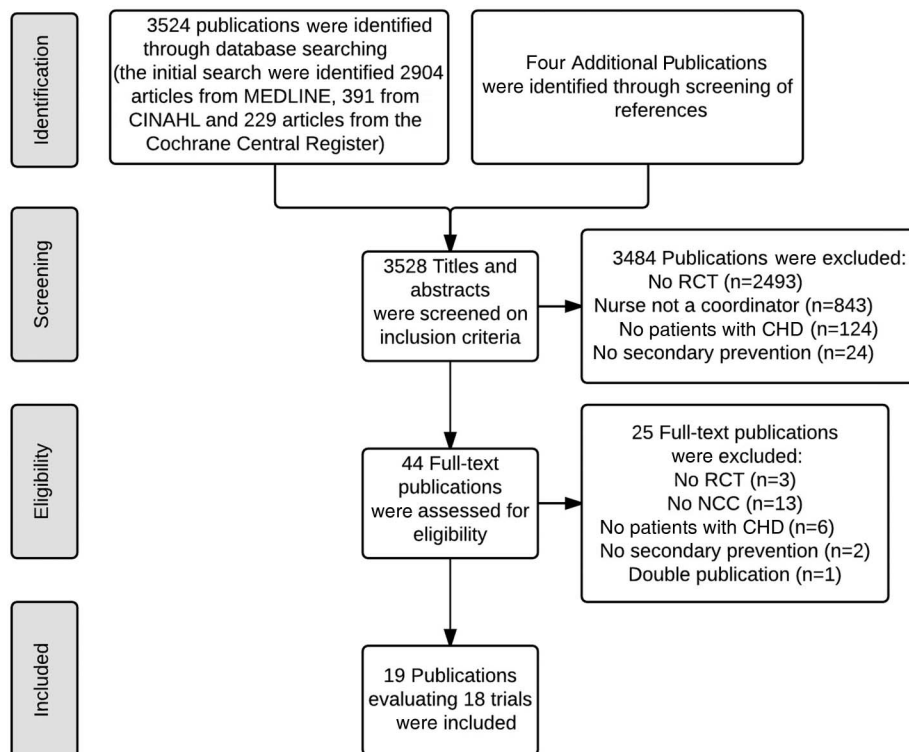 Identification
3524 publications were identified
through database searching
(the initial search were identified 2904
articles from MEDLINE, 391 from
CINAHL and 229 articles from the
Cochrane Central Register)
Four Additional Publications
were identified through screening of
references
Screening
3528 Titles and
abstracts
were screened on
inclusion criteria
3484 Publications were excluded:
No RCT (n=2493)
Nurse not a coordinator (n=843)
No patients with CHD (n=124)
No secondary prevention (n=24)
Eligibility
44 Full-text
publications
were assessed for
eligibility
25 Full-text publications
were excluded:
No RCT (n=3)
No NCC (n=13)
No patients with CHD (n=6)
No secondary prevention (n=2)
Double publication (n=1)
Included
19 Publications
evaluating 18 trials
were included